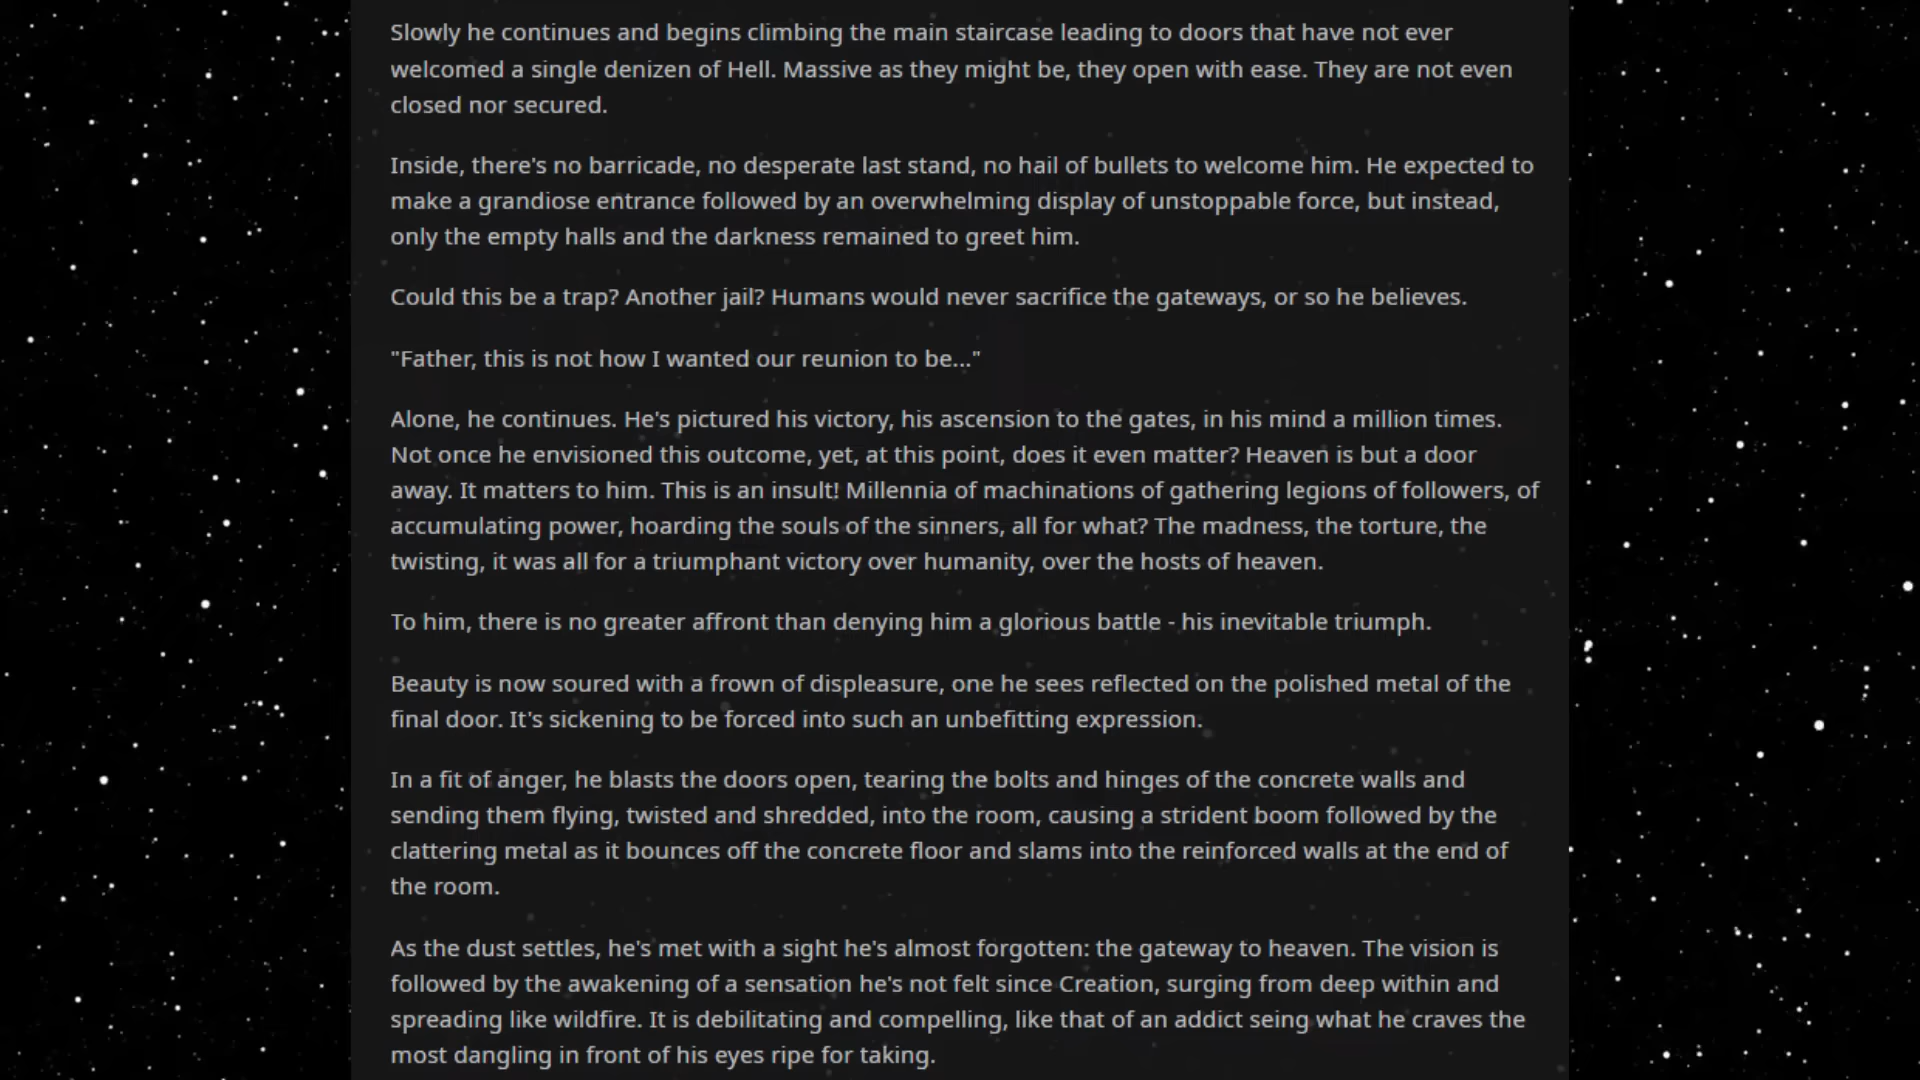 Slowly he continues and begins climbing the main staircase leading to doors that have not ever
welcomed a single denizen of Hell. Massive as they might be, they open with ease. They are not even
closed nor secured.
Inside, there's no barricade, no desperate last stand, no hail of bullets to welcome him. He expected to
make a grandiose entrance followed by an overwhelming display of unstoppable force, but instead,
only the empty halls and the darkness remained to greet him.
Could this be a trap? Another jail? Humans would never sacrifice the gateways, or so he believes.
"Father, this is not how I wanted our reunion to be..."
Alone, he continues. He's pictured his victory, his ascension to the gates, in his mind a million times.
Not once he envisioned this outcome, yet, at this point, does it even matter? Heaven is but a door
away. It matters to him. This is an insult! Millennia of machinations of gathering legions of followers, of
accumulating power, hoarding the souls of the sinners, all for what? The madness, the torture, the
twisting, it was all for a triumphant victory over humanity, over the hosts of heaven.
To him, there is no greater affront than denying him a glorious battle - his inevitable triumph.
Beauty is now soured with a frown of displeasure, one he sees reflected on the polished metal of the
final door. It's sickening to be forced into such an unbefitting expression.
In a fit of anger, he blasts the doors open, tearing the bolts and hinges of the concrete walls and
sending them flying, twisted and shredded, into the room, causing a strident boom followed by the
clattering metal as it bounces off the concrete floor and slams into the reinforced walls at the end of
the room.
As the dust settles, he's met with a sight he's almost forgotten: the gateway to heaven. The vision is
followed by the awakening of a sensation he's not felt since Creation, surging from deep within and
spreading like wildfire. It is debilitating and compelling, like that of an addict seing what he craves the
most dangling in front of his eyes ripe for taking.